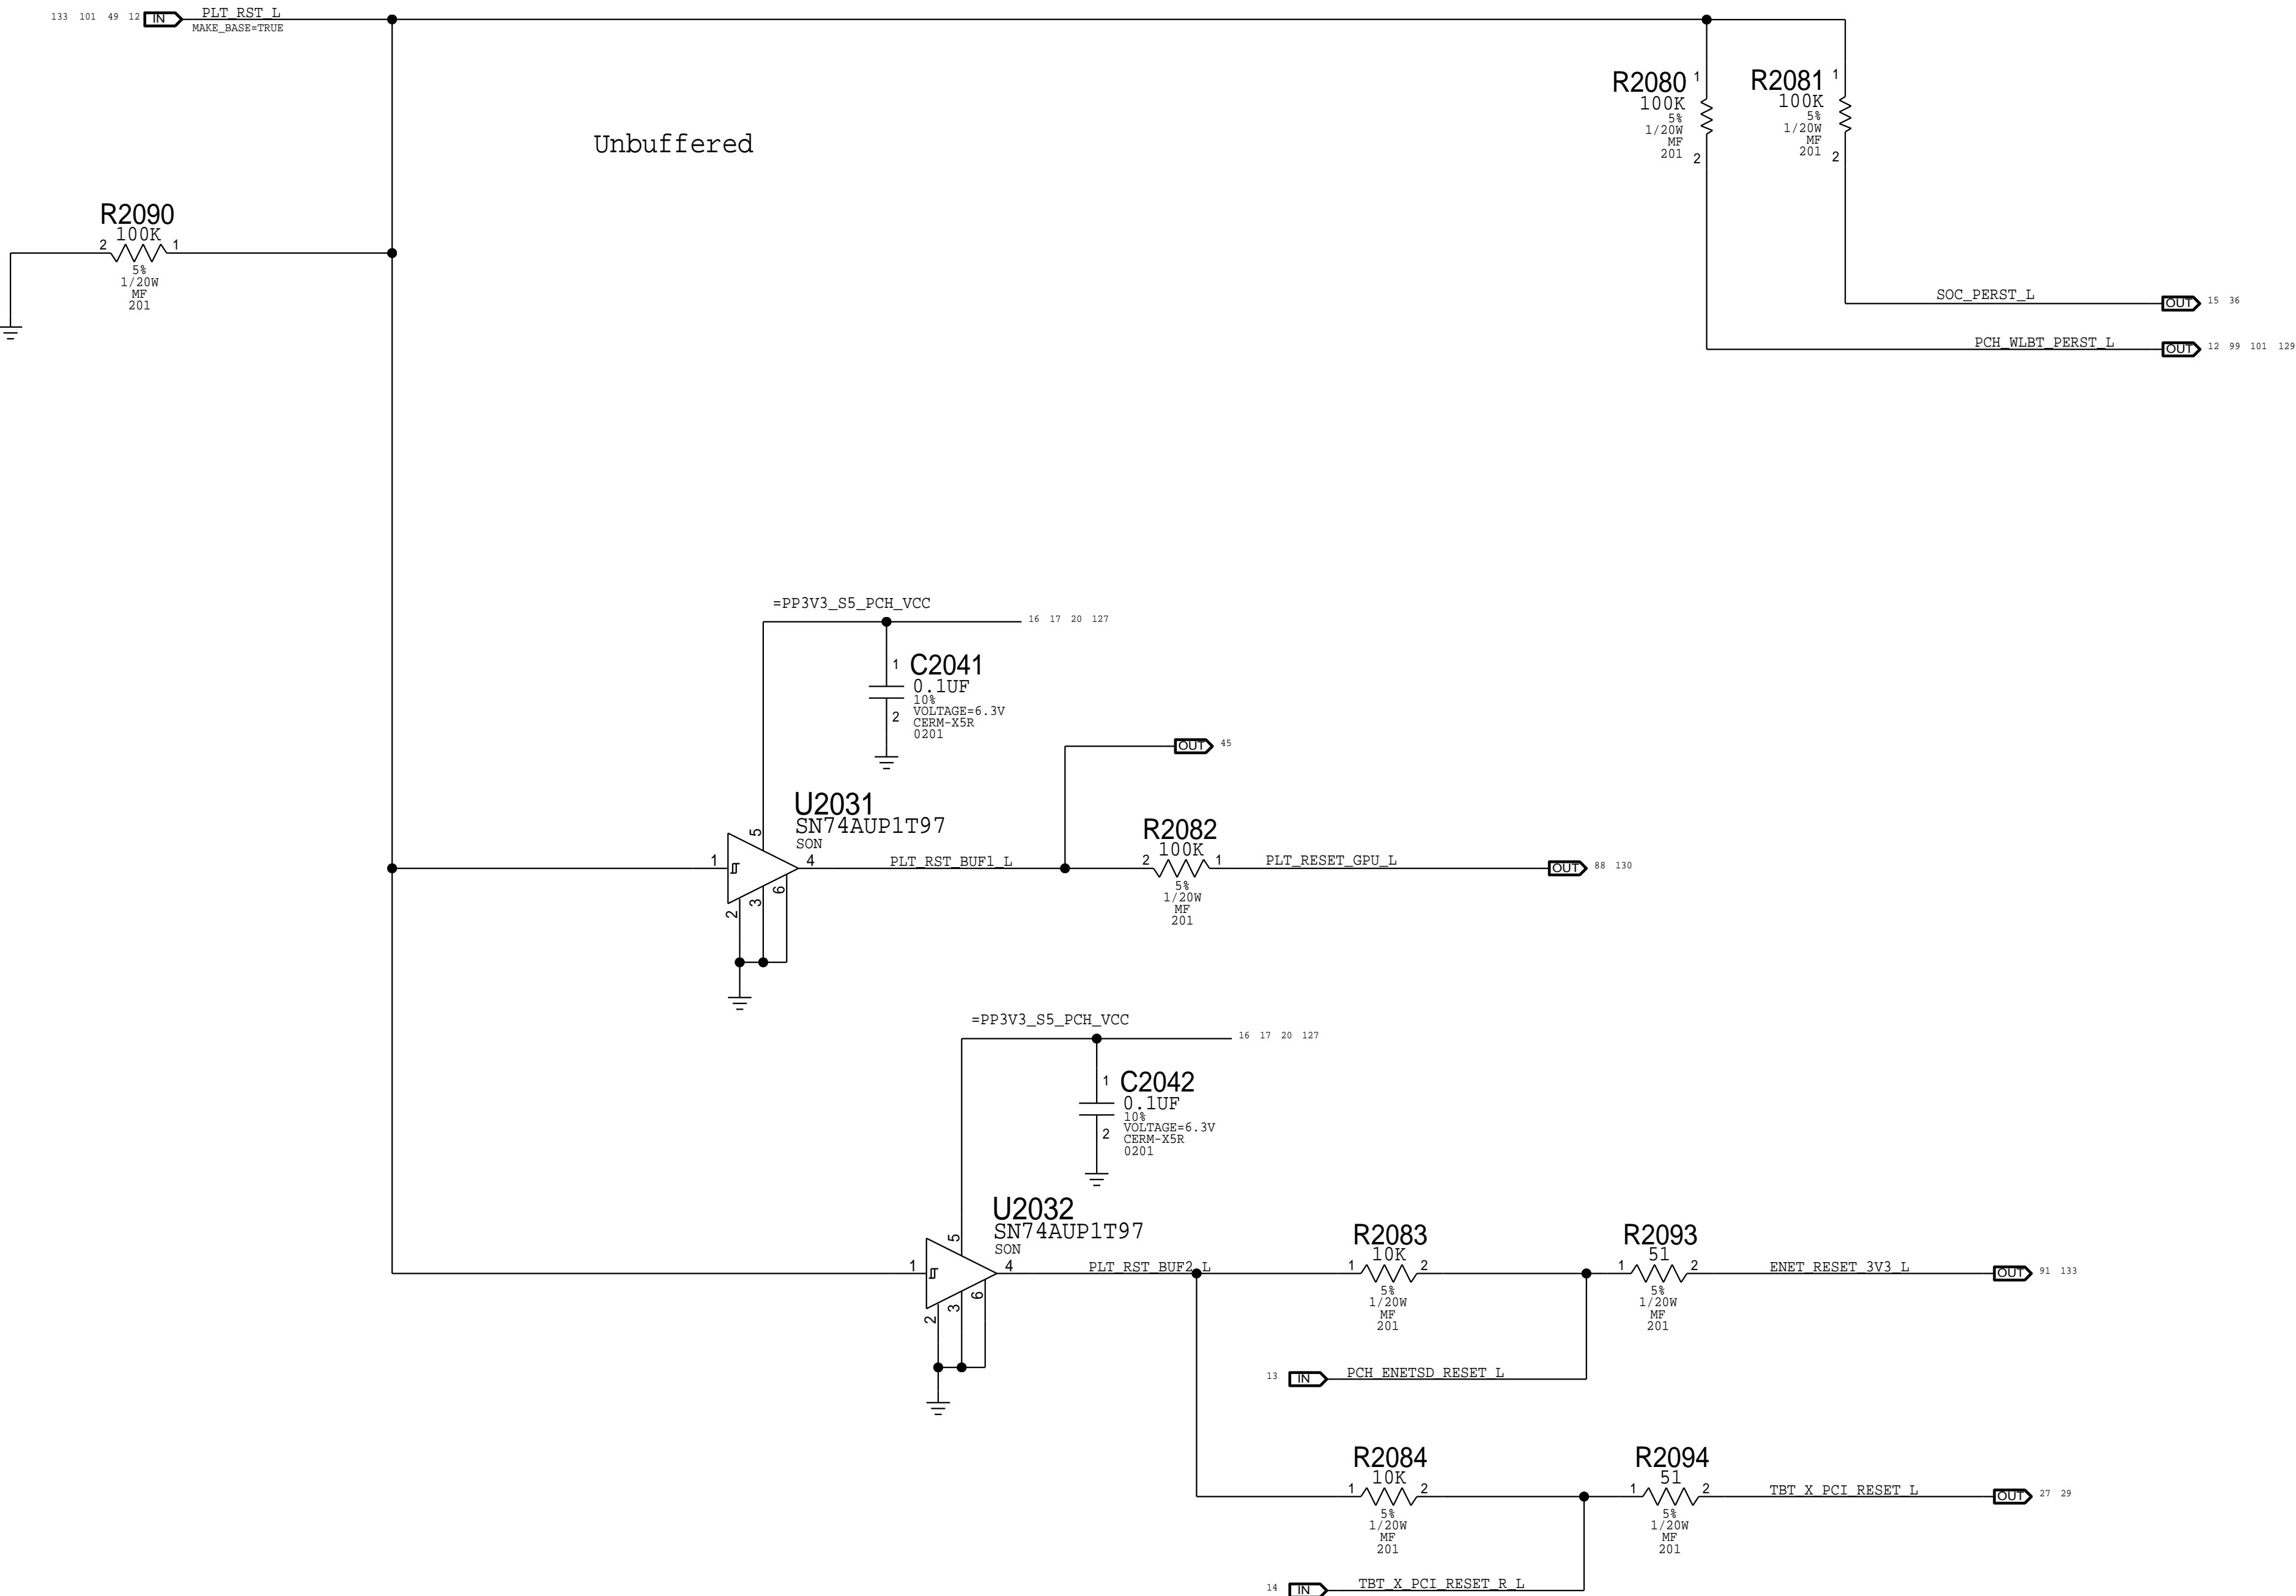 133 101 49 12 IN PLT_RST_L
MAKE_BASE=TRUE
Unbuffered
R2080
100K
5%
1/20W
MF
201
1
2
R2081
100K
5%
1/20W
MF
201
1
2
R2090
100K
2 1
5%
1/20W
MF
201
SOC_PERST_L OUT 15 36
PCH_WLBT_PERST_L OUT 12 99 101 129
=PP3V3_S5_PCH_VCC
16 17 20 127
1 C2041
0.1UF
10%
2 VOLTAGE=6.3V
CERM-X5R
0201
OUT 45
U2031
SN74AUP1T97
SON
5
1
4
6
3
2
PLT_RST_BUF1_L
R2082
100K
2 1
5%
1/20W
MF
201
PLT_RESET_GPU_L OUT 88 130
=PP3V3_S5_PCH_VCC
16 17 20 127
1 C2042
0.1UF
10%
2 VOLTAGE=6.3V
CERM-X5R
0201
U2032
SN74AUP1T97
SON
5
1
4
6
3
2
PLT_RST_BUF2_L
R2083
10K
1 2
5%
1/20W
MF
201
R2093
51
1 2
5%
1/20W
MF
201
ENET_RESET_3V3_L OUT 91 133
13 IN PCH_ENETSD_RESET_L
R2084
10K
1 2
5%
1/20W
MF
201
R2094
51
1 2
5%
1/20W
MF
201
TBT_X_PCI_RESET_L OUT 27 29
14 IN TBT_X_PCI_RESET_R_L